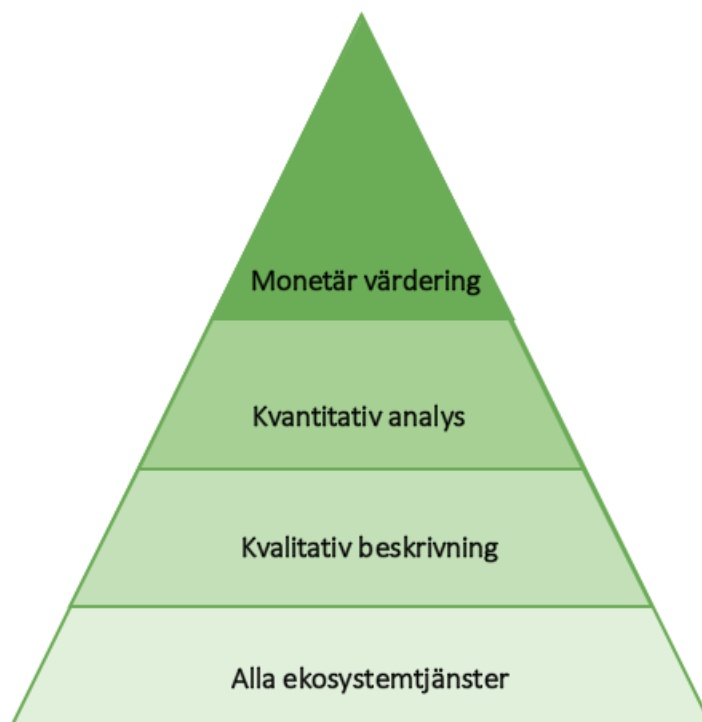 Monetär värdering
Kvantitativ analys
Kvalitativ beskrivning
Alla ekosystemtjänster